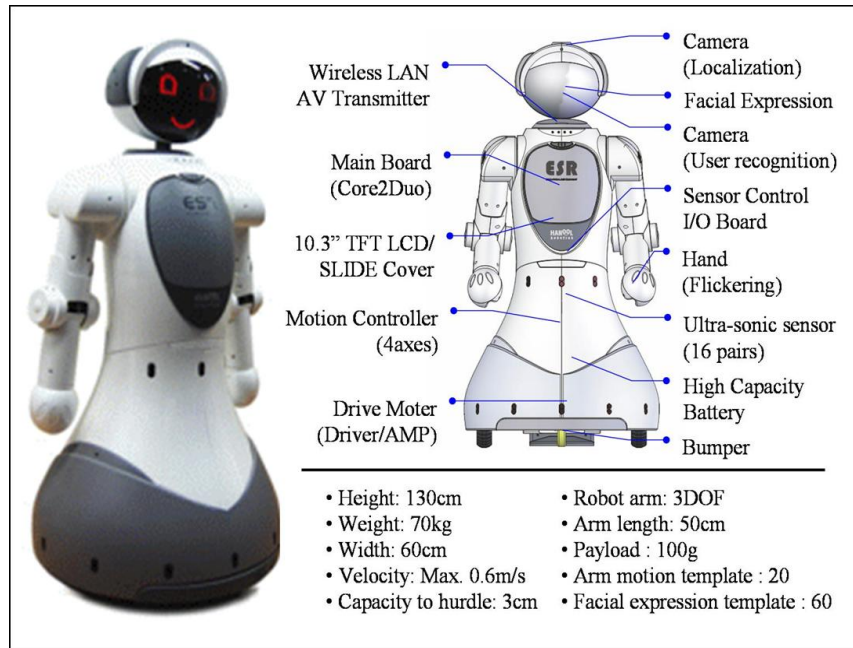 Wireless LAN
AV Transmitter
Main Board
(Core2Duo)
10.3” TFT LCD/
SLIDE Cover
Motion Controller
(4axes)
Drive Moter
(Driver/AMP)
ESR
ESR
HANOOL
ROBOTICS
Camera
(Localization)
Facial Expression
Camera
(User recognition)
Sensor Control
I/O Board
Hand
(Flickering)
Ultra-sonic sensor
(16 pairs)
High Capacity
Battery
Bumper
• Height: 130cm
• Weight: 70kg
• Width: 60cm
• Velocity: Max. 0.6m/s
• Capacity to hurdle: 3cm
• Robot arm: 3DOF
• Arm length: 50cm
• Payload : 100g
• Arm motion template : 20
• Facial expression template : 60